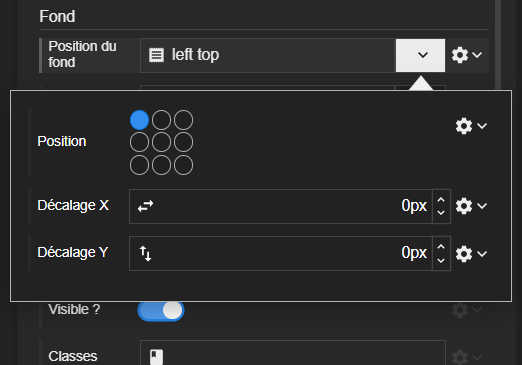 Fond
Position du
fond
left top
Position
Décalage X
0px
Décalage Y
0px
Visible ?
Classes